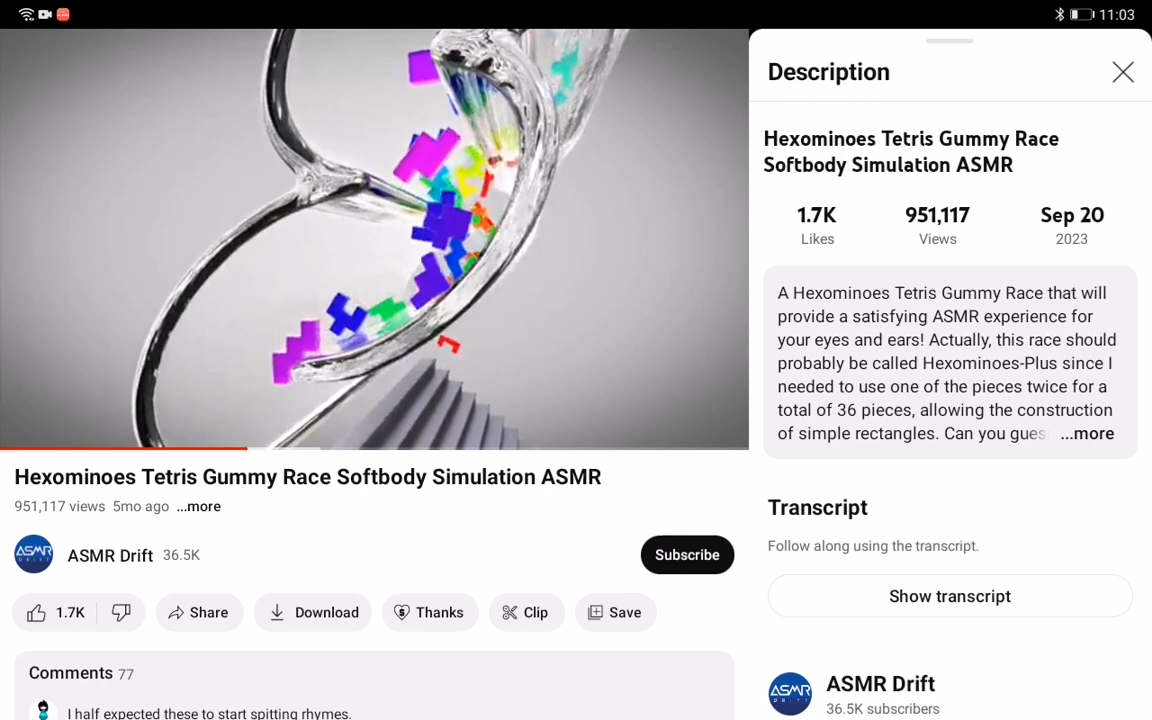 11:03
Description
Hexominoes Tetris Gummy Race
Softbody Simulation ASMR
1.7K
951,117
Sep 20
Likes
Views
2023
A Hexominoes Tetris Gummy Race that will
provide a satisfying ASMR experience for
your eyes and ears! Actually, this race should
probably be called Hexominoes-Plus since I
needed to use one of the pieces twice for a
total of 36 pieces, allowing the construction
of simple rectangles. Can you gues ...more
Transcript
Follow along using the transcript.
Show transcript
ASMR DRIFT
ASMR Drift
36.5K subscribers
Hexominoes Tetris Gummy Race Softbody Simulation ASMR
951,117 views 5mo ago ...more
ASMR DRIFT
ASMR Drift 36.5K
Subscribe
1.7K
Share
Download
Thanks
Clip
Save
Comments 77
I half expected these to start spitting rhymes.